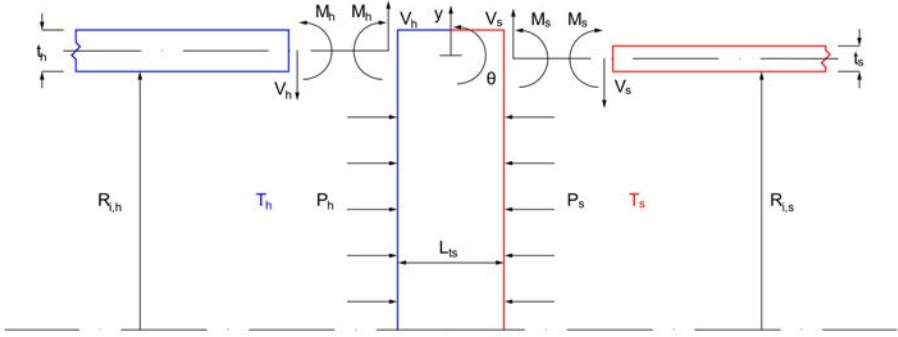 M_h M_h V_h y V_s M_s M_s
t_h t_s
θ
V_h V_s
R_i,h T_h P_h P_s T_s R_i,s
L_ts